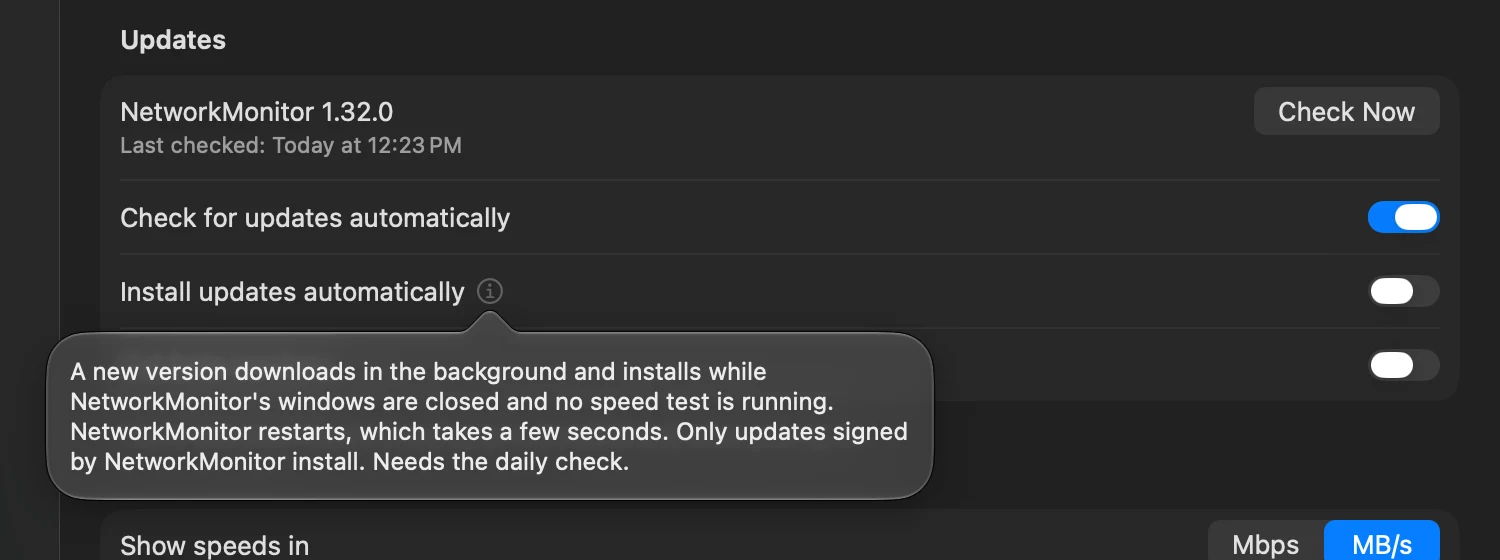 Updates
NetworkMonitor 1.32.0
Check Now
Last checked: Today at 12:23 PM
Check for updates automatically
Install updates automatically
A new version downloads in the background and installs while
NetworkMonitor's windows are closed and no speed test is running.
NetworkMonitor restarts, which takes a few seconds. Only updates signed
by NetworkMonitor install. Needs the daily check.
Show speeds in
Mbps
MB/s